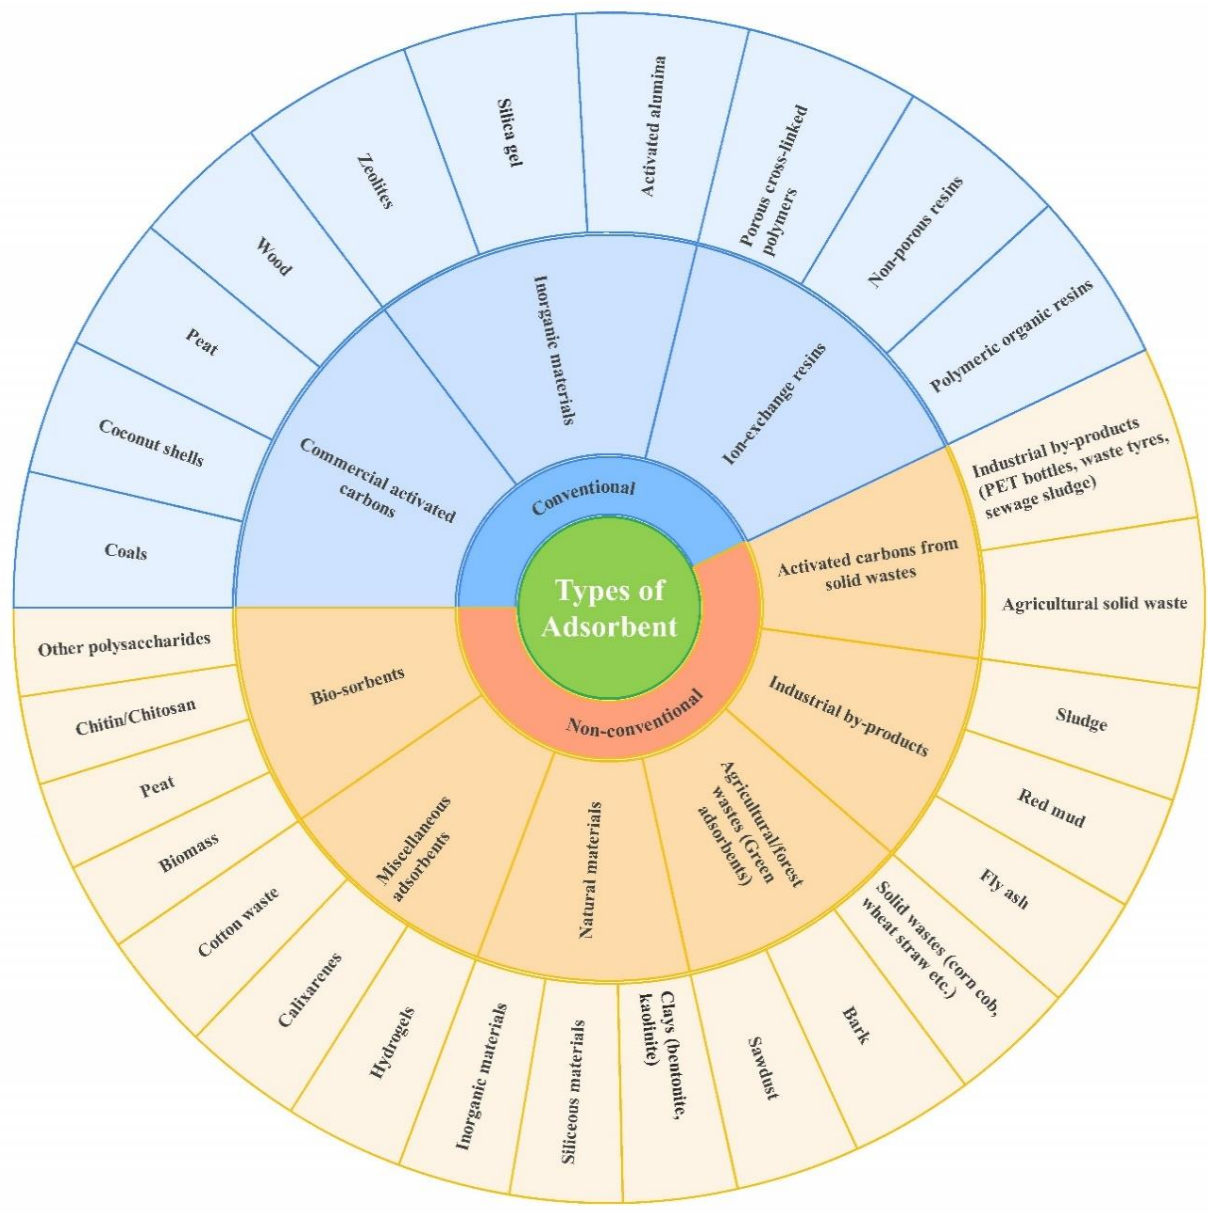 Types of
Adsorbent
Conventional
Commercial activated
carbons
Coals
Coconut shells
Peat
Wood
Inorganic materials
Zeolites
Silica gel
Activated alumina
Ion-exchange resins
Porous cross-linked
polymers
Non-porous resins
Polymeric organic resins
Non-conventional
Activated carbons from
solid wastes
Industrial by-products
(PET bottles, waste tyres,
sewage sludge)
Agricultural solid waste
Industrial by-products
Sludge
Red mud
Fly ash
Agricultural/forest
wastes (Green
adsorbents)
Solid wastes (corn cob,
wheat straw etc.)
Bark
Sawdust
Natural materials
Clays (bentonite,
kaolinite)
Siliceous materials
Inorganic materials
Miscellaneous
adsorbents
Hydrogels
Calixarenes
Cotton waste
Bio-sorbents
Biomass
Peat
Chitin/Chitosan
Other polysaccharides